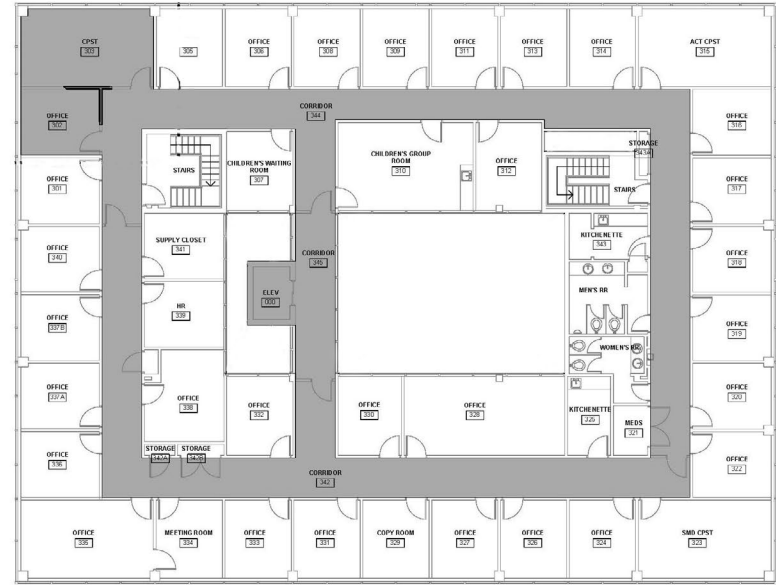 CPST
303
305
OFFICE
306
OFFICE
308
OFFICE
309
OFFICE
311
OFFICE
313
OFFICE
314
ACT CPST
315
OFFICE
302
CORRIDOR
344
OFFICE
316
STAIRS
CHILDREN'S WAITING
ROOM
307
CHILDREN'S GROUP
ROOM
310
OFFICE
312
STORAGE
STAIRS
OFFICE
301
OFFICE
317
SUPPLY CLOSET
341
CORRIDOR
345
KITCHENETTE
343
OFFICE
340
OFFICE
318
ELEV
000
MEN'S RR
HR
339
OFFICE
337B
OFFICE
319
WOMEN'S RR
OFFICE
337A
OFFICE
338
OFFICE
332
OFFICE
330
OFFICE
328
KITCHENETTE
325
MEDS
321
OFFICE
320
OFFICE
336
STORAGE
342A
STORAGE
342B
OFFICE
322
CORRIDOR
342
OFFICE
335
MEETING ROOM
334
OFFICE
333
OFFICE
331
COPY ROOM
329
OFFICE
327
OFFICE
326
OFFICE
324
SMD CPST
323